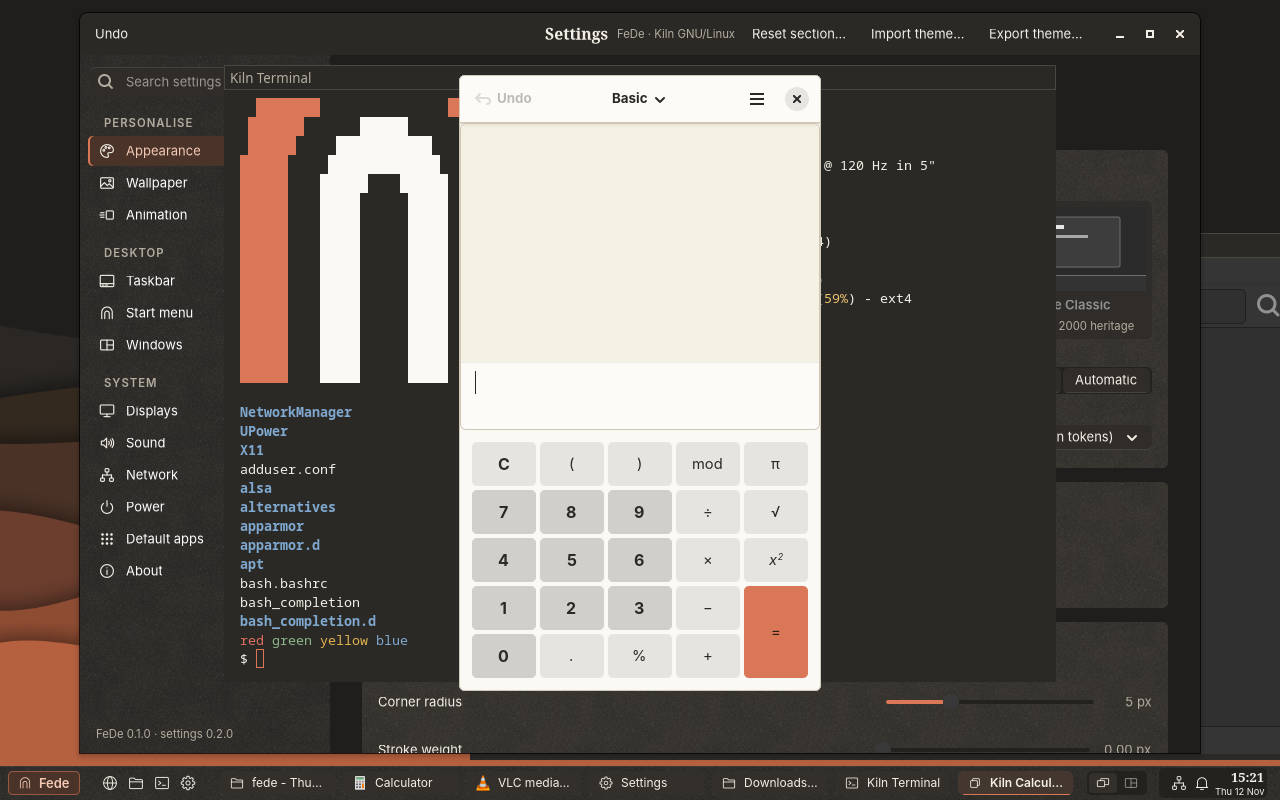 Undo
Settings FeDe · Kiln GNU/Linux
Reset section...
Import theme...
Export theme...
Search settings
PERSONALISE
Appearance
Wallpaper
Animation
DESKTOP
Taskbar
Start menu
Windows
SYSTEM
Displays
Sound
Network
Power
Default apps
About
FeDe 0.1.0 · settings 0.2.0
Kiln Terminal
@ 120 Hz in 5"
4)
59%) - ext4
NetworkManager
UPower
X11
adduser.conf
alsa
alternatives
apparmor
apparmor.d
apt
bash.bashrc
bash_completion
bash_completion.d
red green yellow blue
$
Undo
Basic
C ( ) mod π
7 8 9 ÷ √
4 5 6 × x²
1 2 3 −
=
0 . % +
Classic
2000 heritage
Automatic
tokens)
Corner radius
5 px
Stroke weight
0.00 px
Fede
fede - Thu...
Calculator
VLC media...
Settings
Downloads...
Kiln Terminal
Kiln Calcul...
15:21
Thu 12 Nov